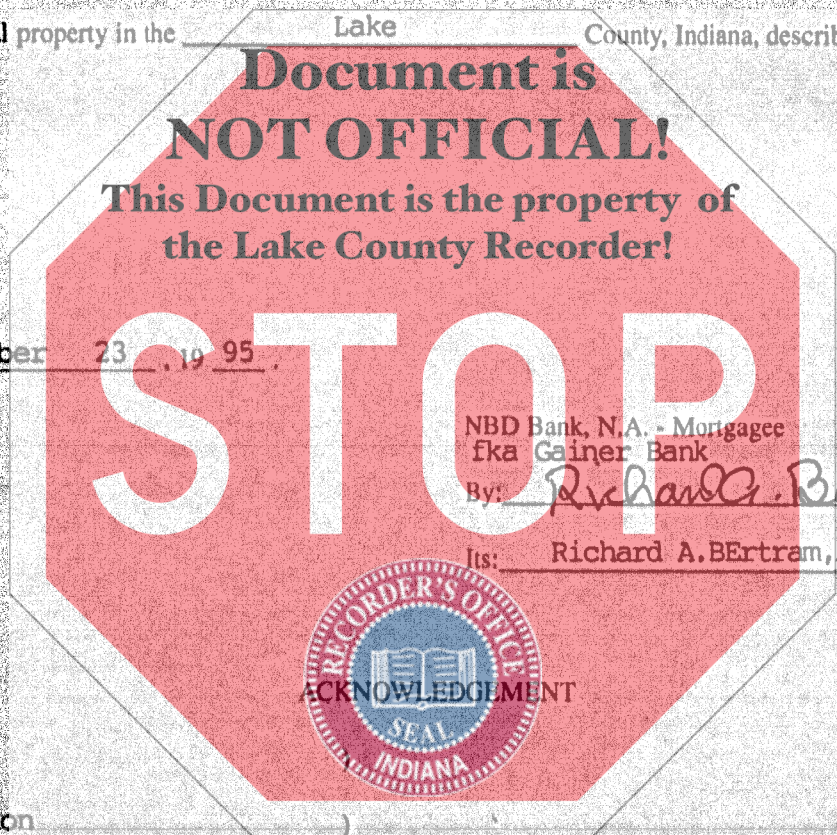 l property in the Lake County, Indiana, describ
Document is
NOT OFFICIAL!
This Document is the property of
the Lake County Recorder!
STOP
ber 23 , 19 95 .
NBD Bank, N.A. - Mortgagee
fka Gainer Bank
By: Richard A. B
Its: Richard A.BErtram,
RECORDER'S OFFICE
ACKNOWLEDGEMENT
SEAL
INDIANA
)
on )